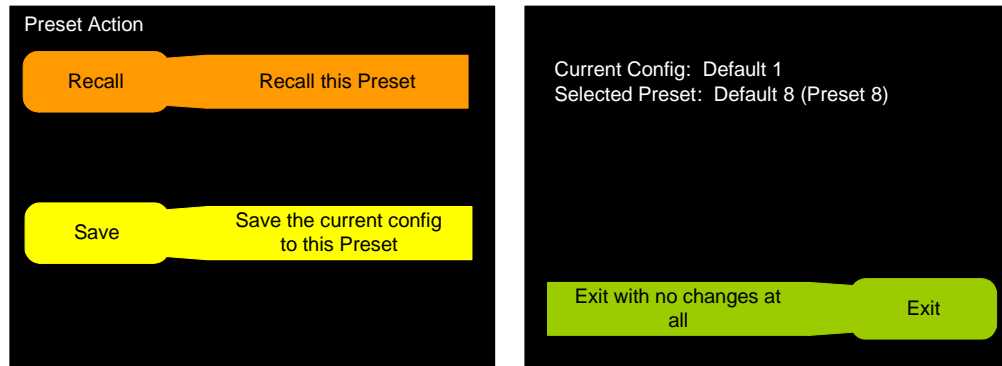 Preset Action
Recall
Recall this Preset
Save
Save the current config
to this Preset
Current Config:  Default 1
Selected Preset:  Default 8 (Preset 8)
Exit with no changes at
all
Exit